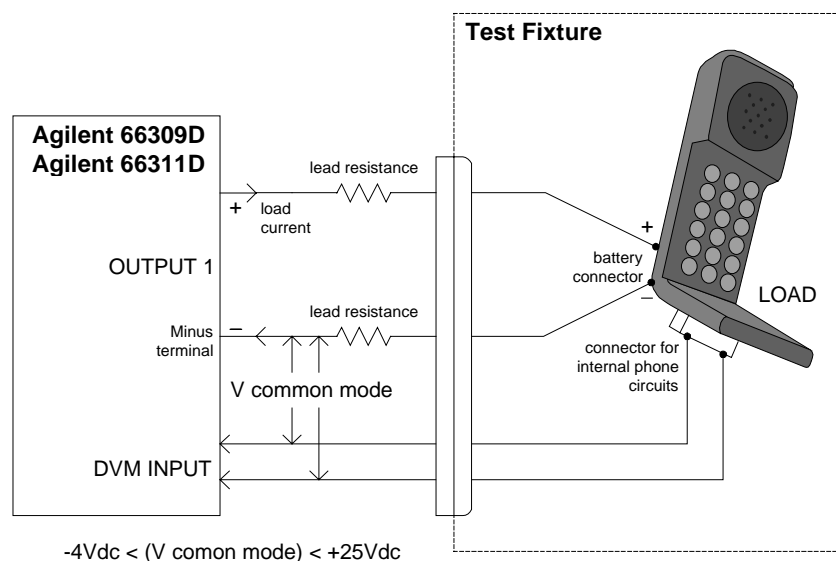 Test Fixture
Agilent 66309D
Agilent 66311D
lead resistance
+
load
current
+
battery
connector
OUTPUT 1
LOAD
lead resistance
–
Minus
terminal
–
connector for
internal phone
circuits
V common mode
DVM INPUT
-4Vdc < (V comon mode) < +25Vdc